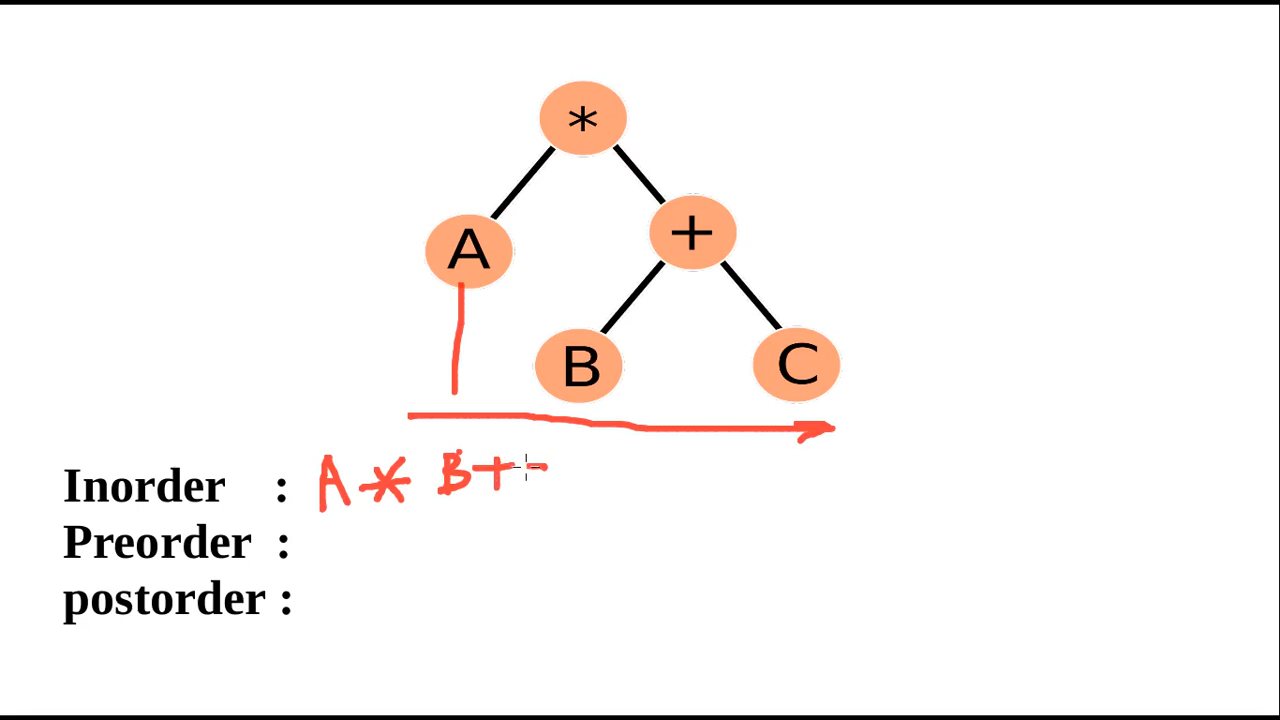 *
A +
B C
Inorder : A * B +
Preorder :
postorder :